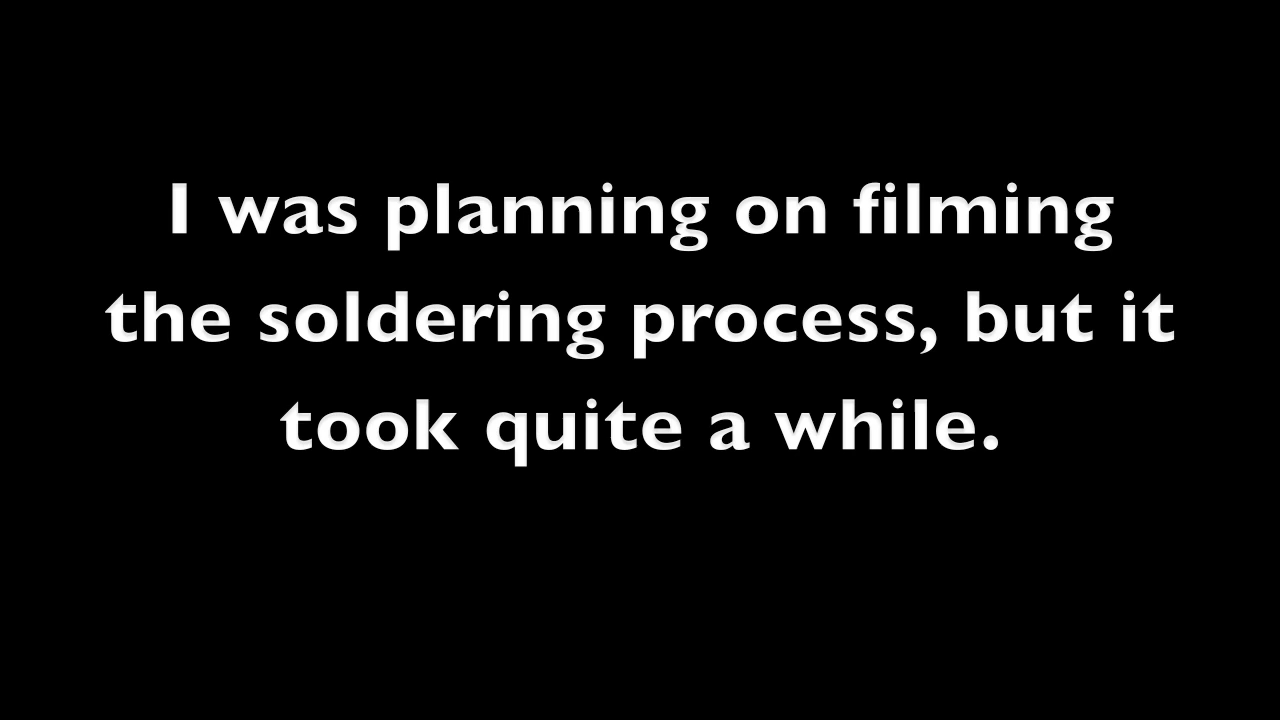 I was planning on filming
the soldering process, but it
took quite a while.